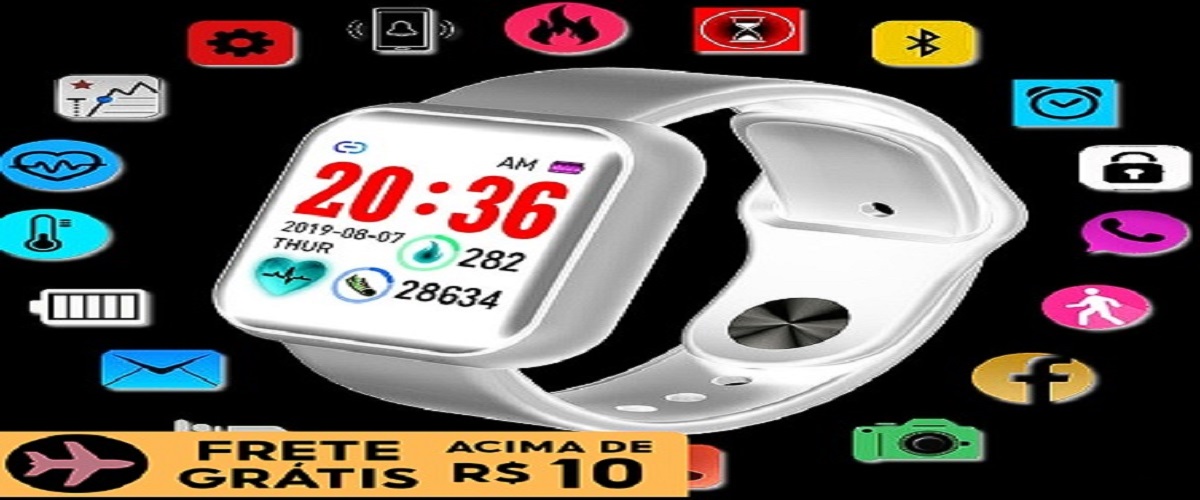 AM
20:36
2019-08-07
THUR
282
28634
FRETE GRÁTIS
ACIMA DE R$ 10